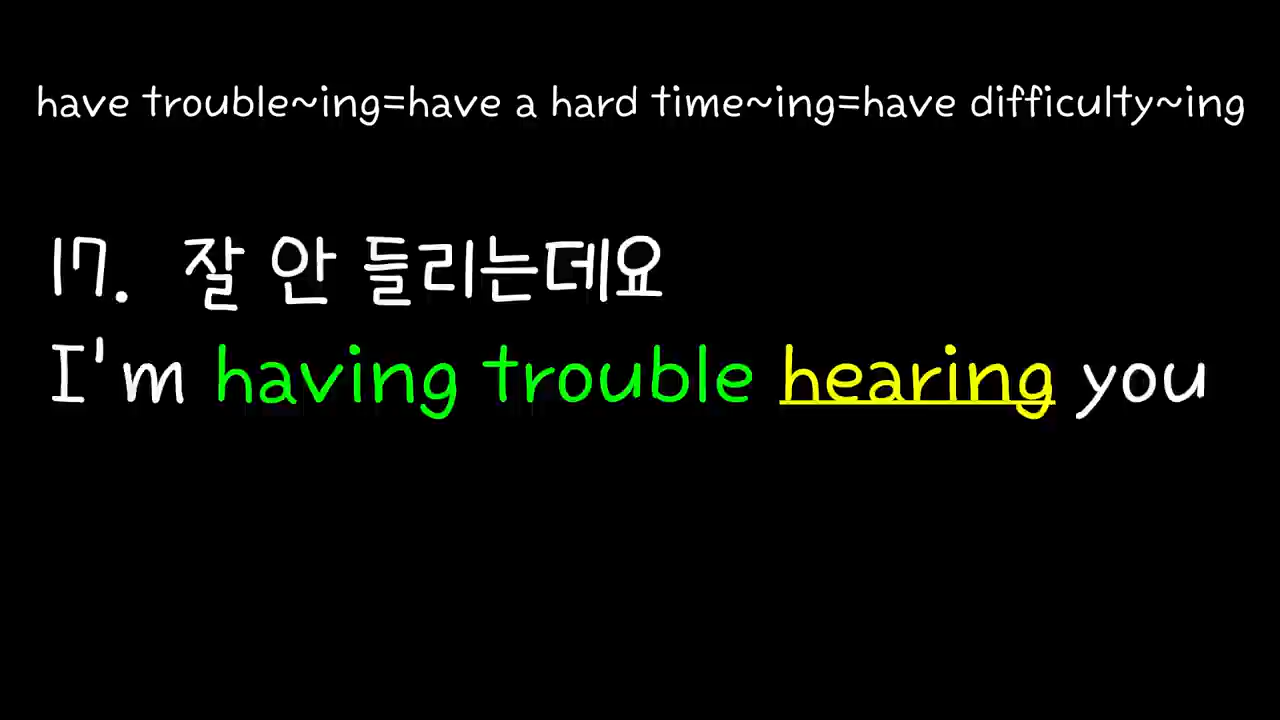 have trouble~ing=have a hard time~ing=have difficulty~ing
17. 잘 안 들리는데요
I'm having trouble hearing you